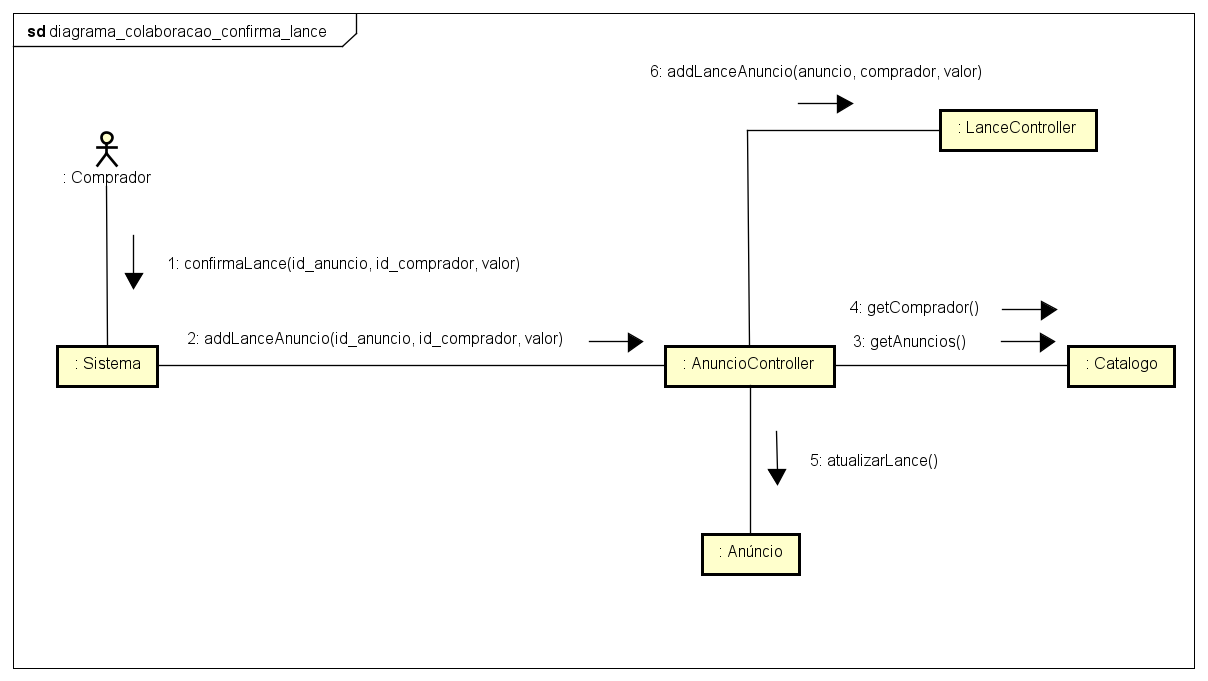 sd diagrama_colaboracao_confirma_lance
6: addLanceAnuncio(anuncio, comprador, valor)
: LanceController
: Comprador
1: confirmaLance(id_anuncio, id_comprador, valor)
4: getComprador()
2: addLanceAnuncio(id_anuncio, id_comprador, valor)
3: getAnuncios()
: Sistema
: AnuncioController
: Catalogo
5: atualizarLance()
: Anúncio